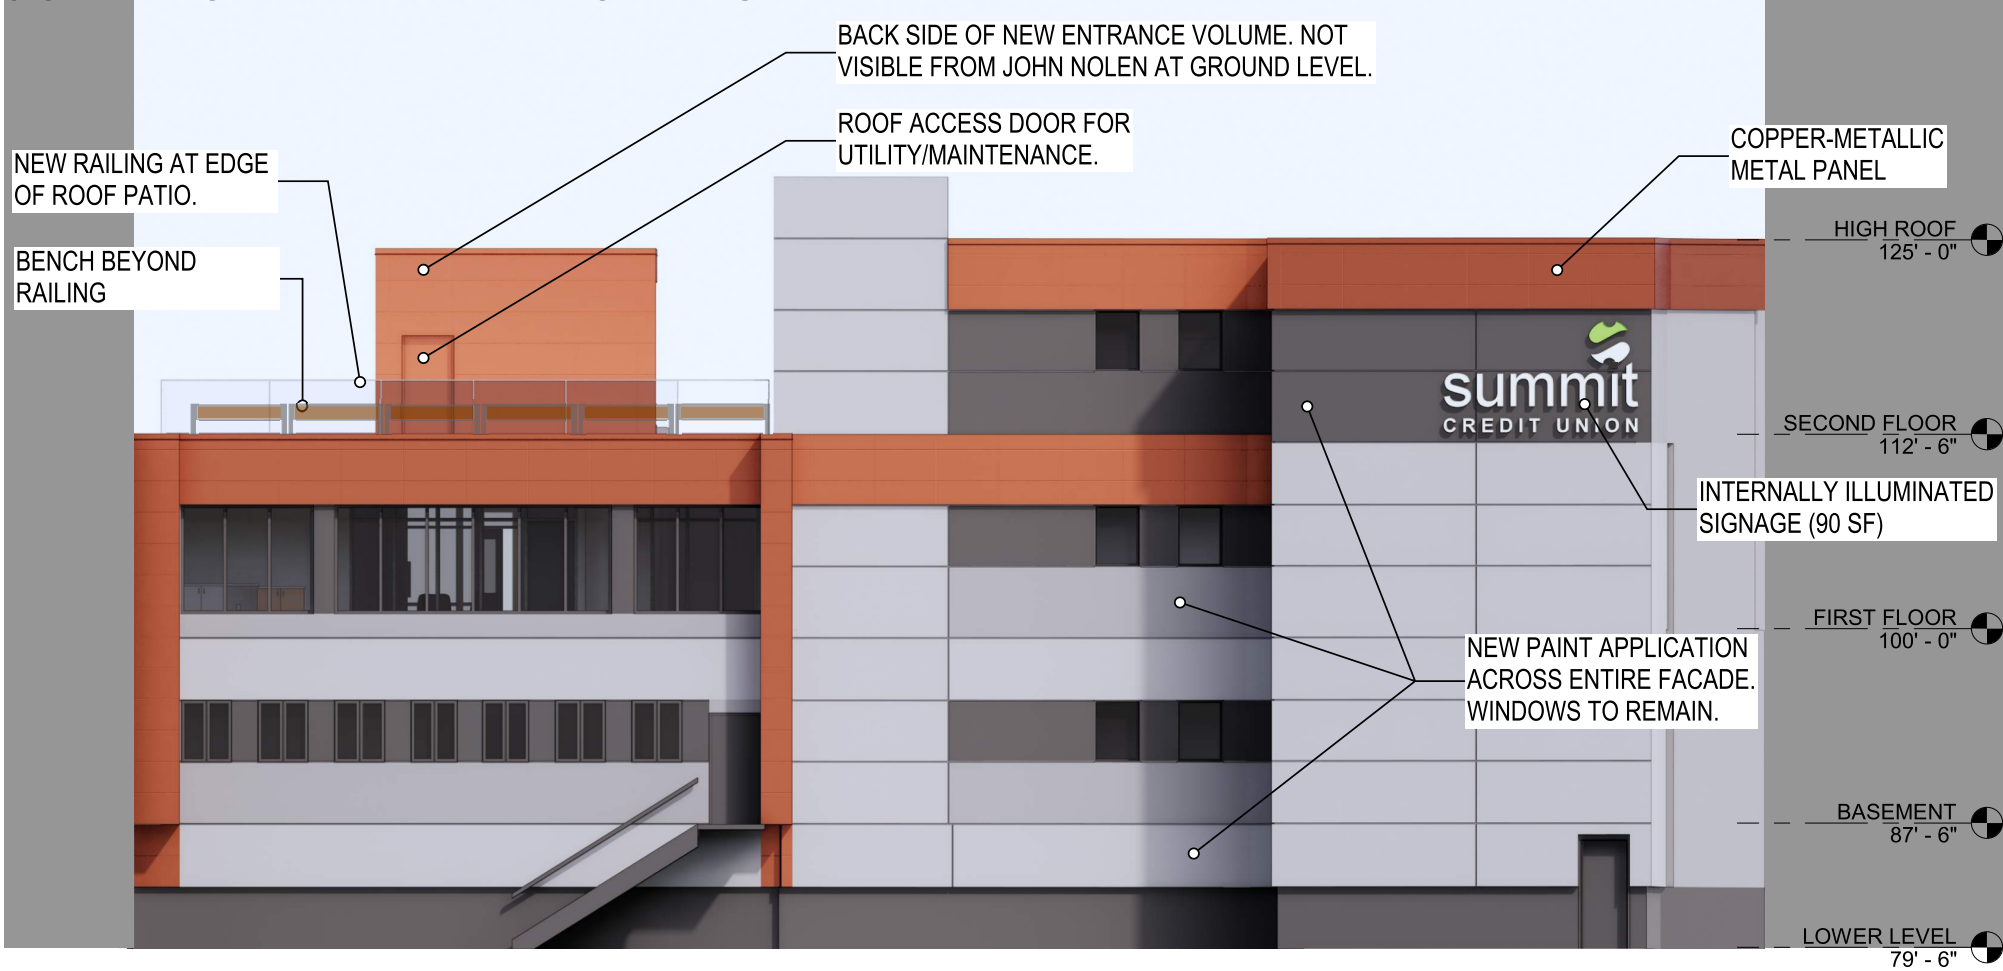 BACK SIDE OF NEW ENTRANCE VOLUME. NOT
VISIBLE FROM JOHN NOLEN AT GROUND LEVEL.
ROOF ACCESS DOOR FOR
UTILITY/MAINTENANCE.
NEW RAILING AT EDGE
OF ROOF PATIO.
BENCH BEYOND
RAILING
COPPER-METALLIC
METAL PANEL
HIGH ROOF
125' - 0"
summit
CREDIT UNION
SECOND FLOOR
112' - 6"
INTERNALLY ILLUMINATED
SIGNAGE (90 SF)
FIRST FLOOR
100' - 0"
NEW PAINT APPLICATION
ACROSS ENTIRE FACADE.
WINDOWS TO REMAIN.
BASEMENT
87' - 6"
LOWER LEVEL
79' - 6"